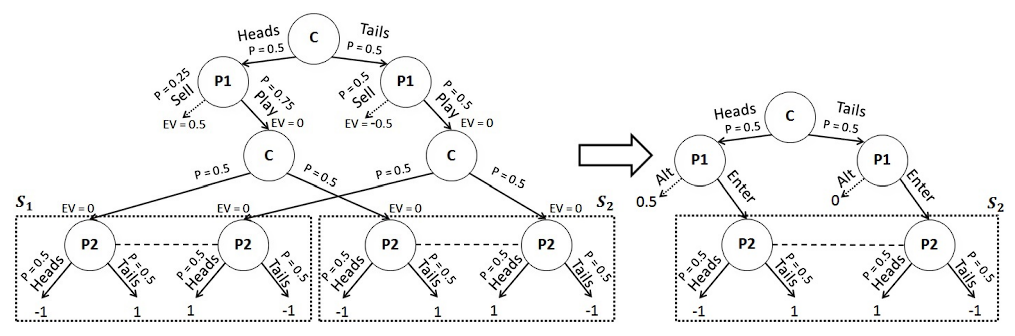 C
Heads
P = 0.5
Tails
P = 0.5
P1
P1
P = 0.25
Sell
P = 0.75
Play
P = 0.5
Sell
P = 0.5
Play
EV = 0.5
EV = 0
EV = -0.5
EV = 0
C
C
P = 0.5
P = 0.5
P = 0.5
P = 0.5
S1
S2
EV = 0
EV = 0
EV = 0
EV = 0
P2
P2
P2
P2
P = 0.5
Heads
P = 0.5
Tails
P = 0.5
Heads
P = 0.5
Tails
P = 0.5
Heads
P = 0.5
Tails
P = 0.5
Heads
P = 0.5
Tails
-1
1
1
-1
-1
1
1
-1
C
Heads
P = 0.5
Tails
P = 0.5
P1
P1
Alt
Enter
Alt
Enter
0.5
0
S2
P2
P2
P = 0.5
Heads
P = 0.5
Tails
P = 0.5
Heads
P = 0.5
Tails
-1
1
1
-1